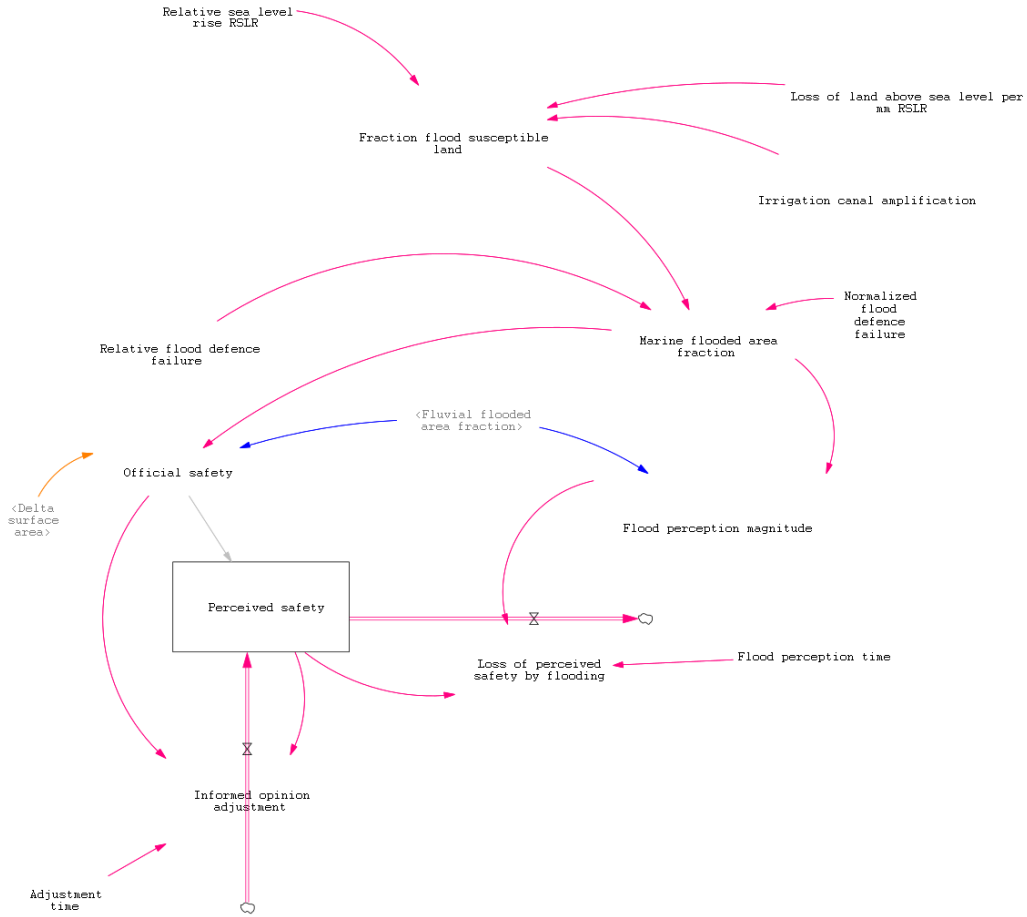 Relative sea level
rise RSLR
Loss of land above sea level per
mm RSLR
Fraction flood susceptible
land
Irrigation canal amplification
Normalized
flood
defence
failure
Relative flood defence
failure
Marine flooded area
fraction
<Fluvial flooded
area fraction>
Official safety
<Delta
surface
area>
Flood perception magnitude
Perceived safety
Loss of perceived
safety by flooding
Flood perception time
Informed opinion
adjustment
Adjustment
time